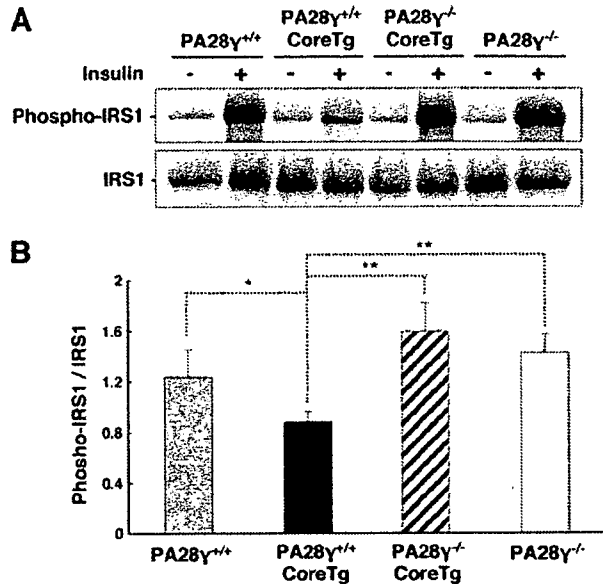 A
PA28γ+/+
PA28γ+/+ CoreTg
PA28γ-/- CoreTg
PA28γ-/-
Insulin - + - + - + - +
Phospho-IRS1
IRS1
B
Phosho-IRS1 / IRS1
2
1.6
1.2
0.8
0.4
0
*
**
**
PA28γ+/+
PA28γ+/+ CoreTg
PA28γ-/- CoreTg
PA28γ-/-